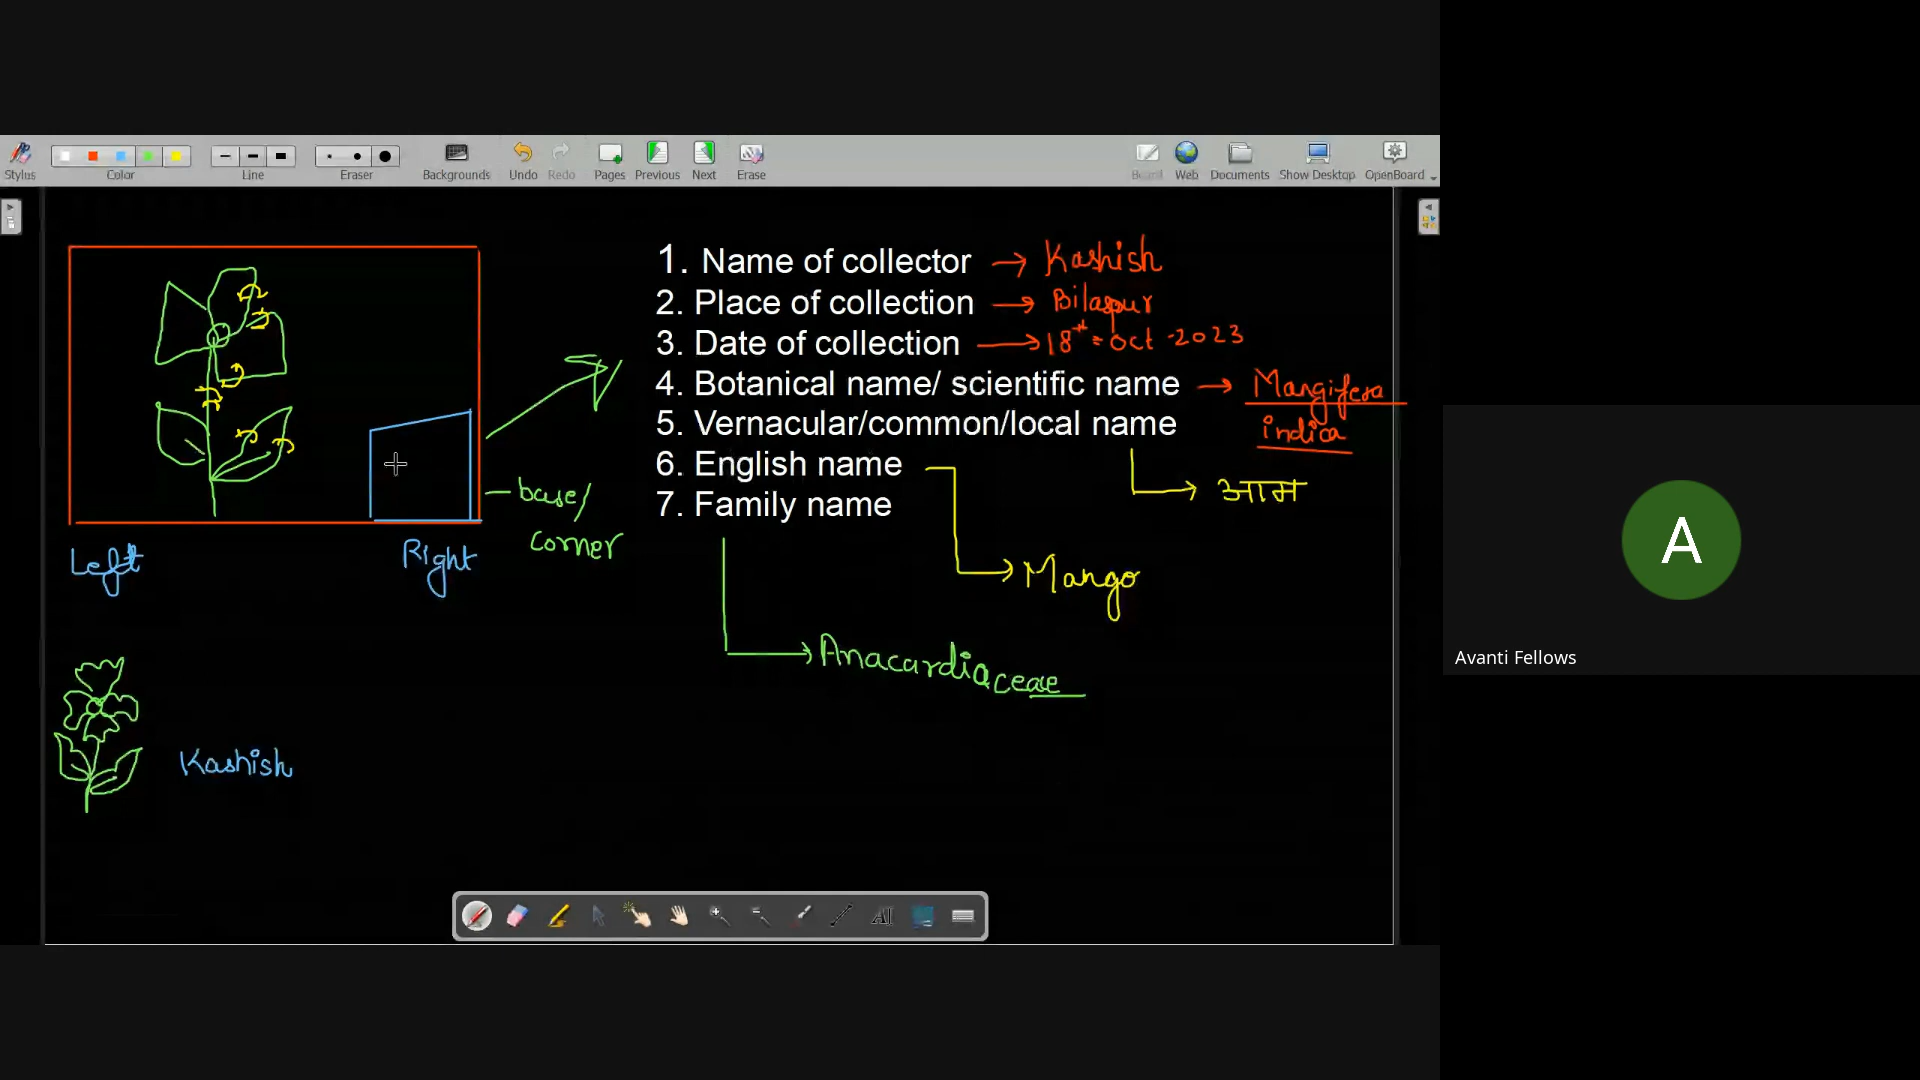 Stylus
Color
Line
Eraser
Backgrounds
Undo
Redo
Pages
Previous
Next
Erase
Board
Web
Documents
Show Desktop
OpenBoard
1. Name of collector → Kashish
2. Place of collection → Bilaspur
3. Date of collection → 18th = Oct - 2023
4. Botanical name/ scientific name → Mangifera
indica
5. Vernacular/common/local name
→ आम
6. English name
→ Mango
7. Family name
→ Anacardiaceae
base/
corner
Left
Right
Kashish
A
Avanti Fellows